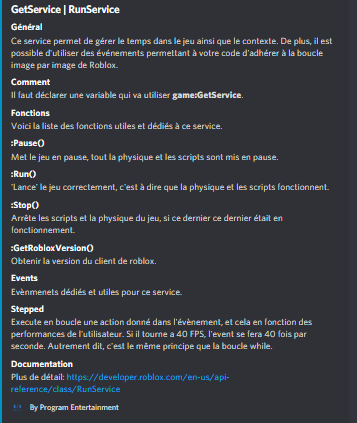 GetService | RunService
Général
Ce service permet de gérer le temps dans le jeu ainsi que le contexte. De plus, il est
possible d'utiliser des événements permettant à votre code d'adhérer à la boucle
image par image de Roblox.
Comment
Il faut déclarer une variable qui va utiliser game:GetService.
Fonctions
Voici la liste des fonctions utiles et dédiés à ce service.
:Pause()
Met le jeu en pause, tout la physique et les scripts sont mis en pause.
:Run()
'Lance' le jeu correctement, c'est à dire que la physique et les scripts fonctionnent.
:Stop()
Arrête les scripts et la physique du jeu, si ce dernier ce dernier était en
fonctionnement.
:GetRobloxVersion()
Obtenir la version du client de roblox.
Events
Evènmenets dédiés et utiles pour ce service.
Stepped
Execute en boucle une action donné dans l'évènement, et cela en fonction des
performances de l'utilisateur. Si il tourne a 40 FPS, l'event se fera 40 fois par
seconde. Autrement dit, c'est le même principe que la boucle while.
Documentation
Plus de détail: https://developer.roblox.com/en-us/api-
reference/class/RunService
By Program Entertainment